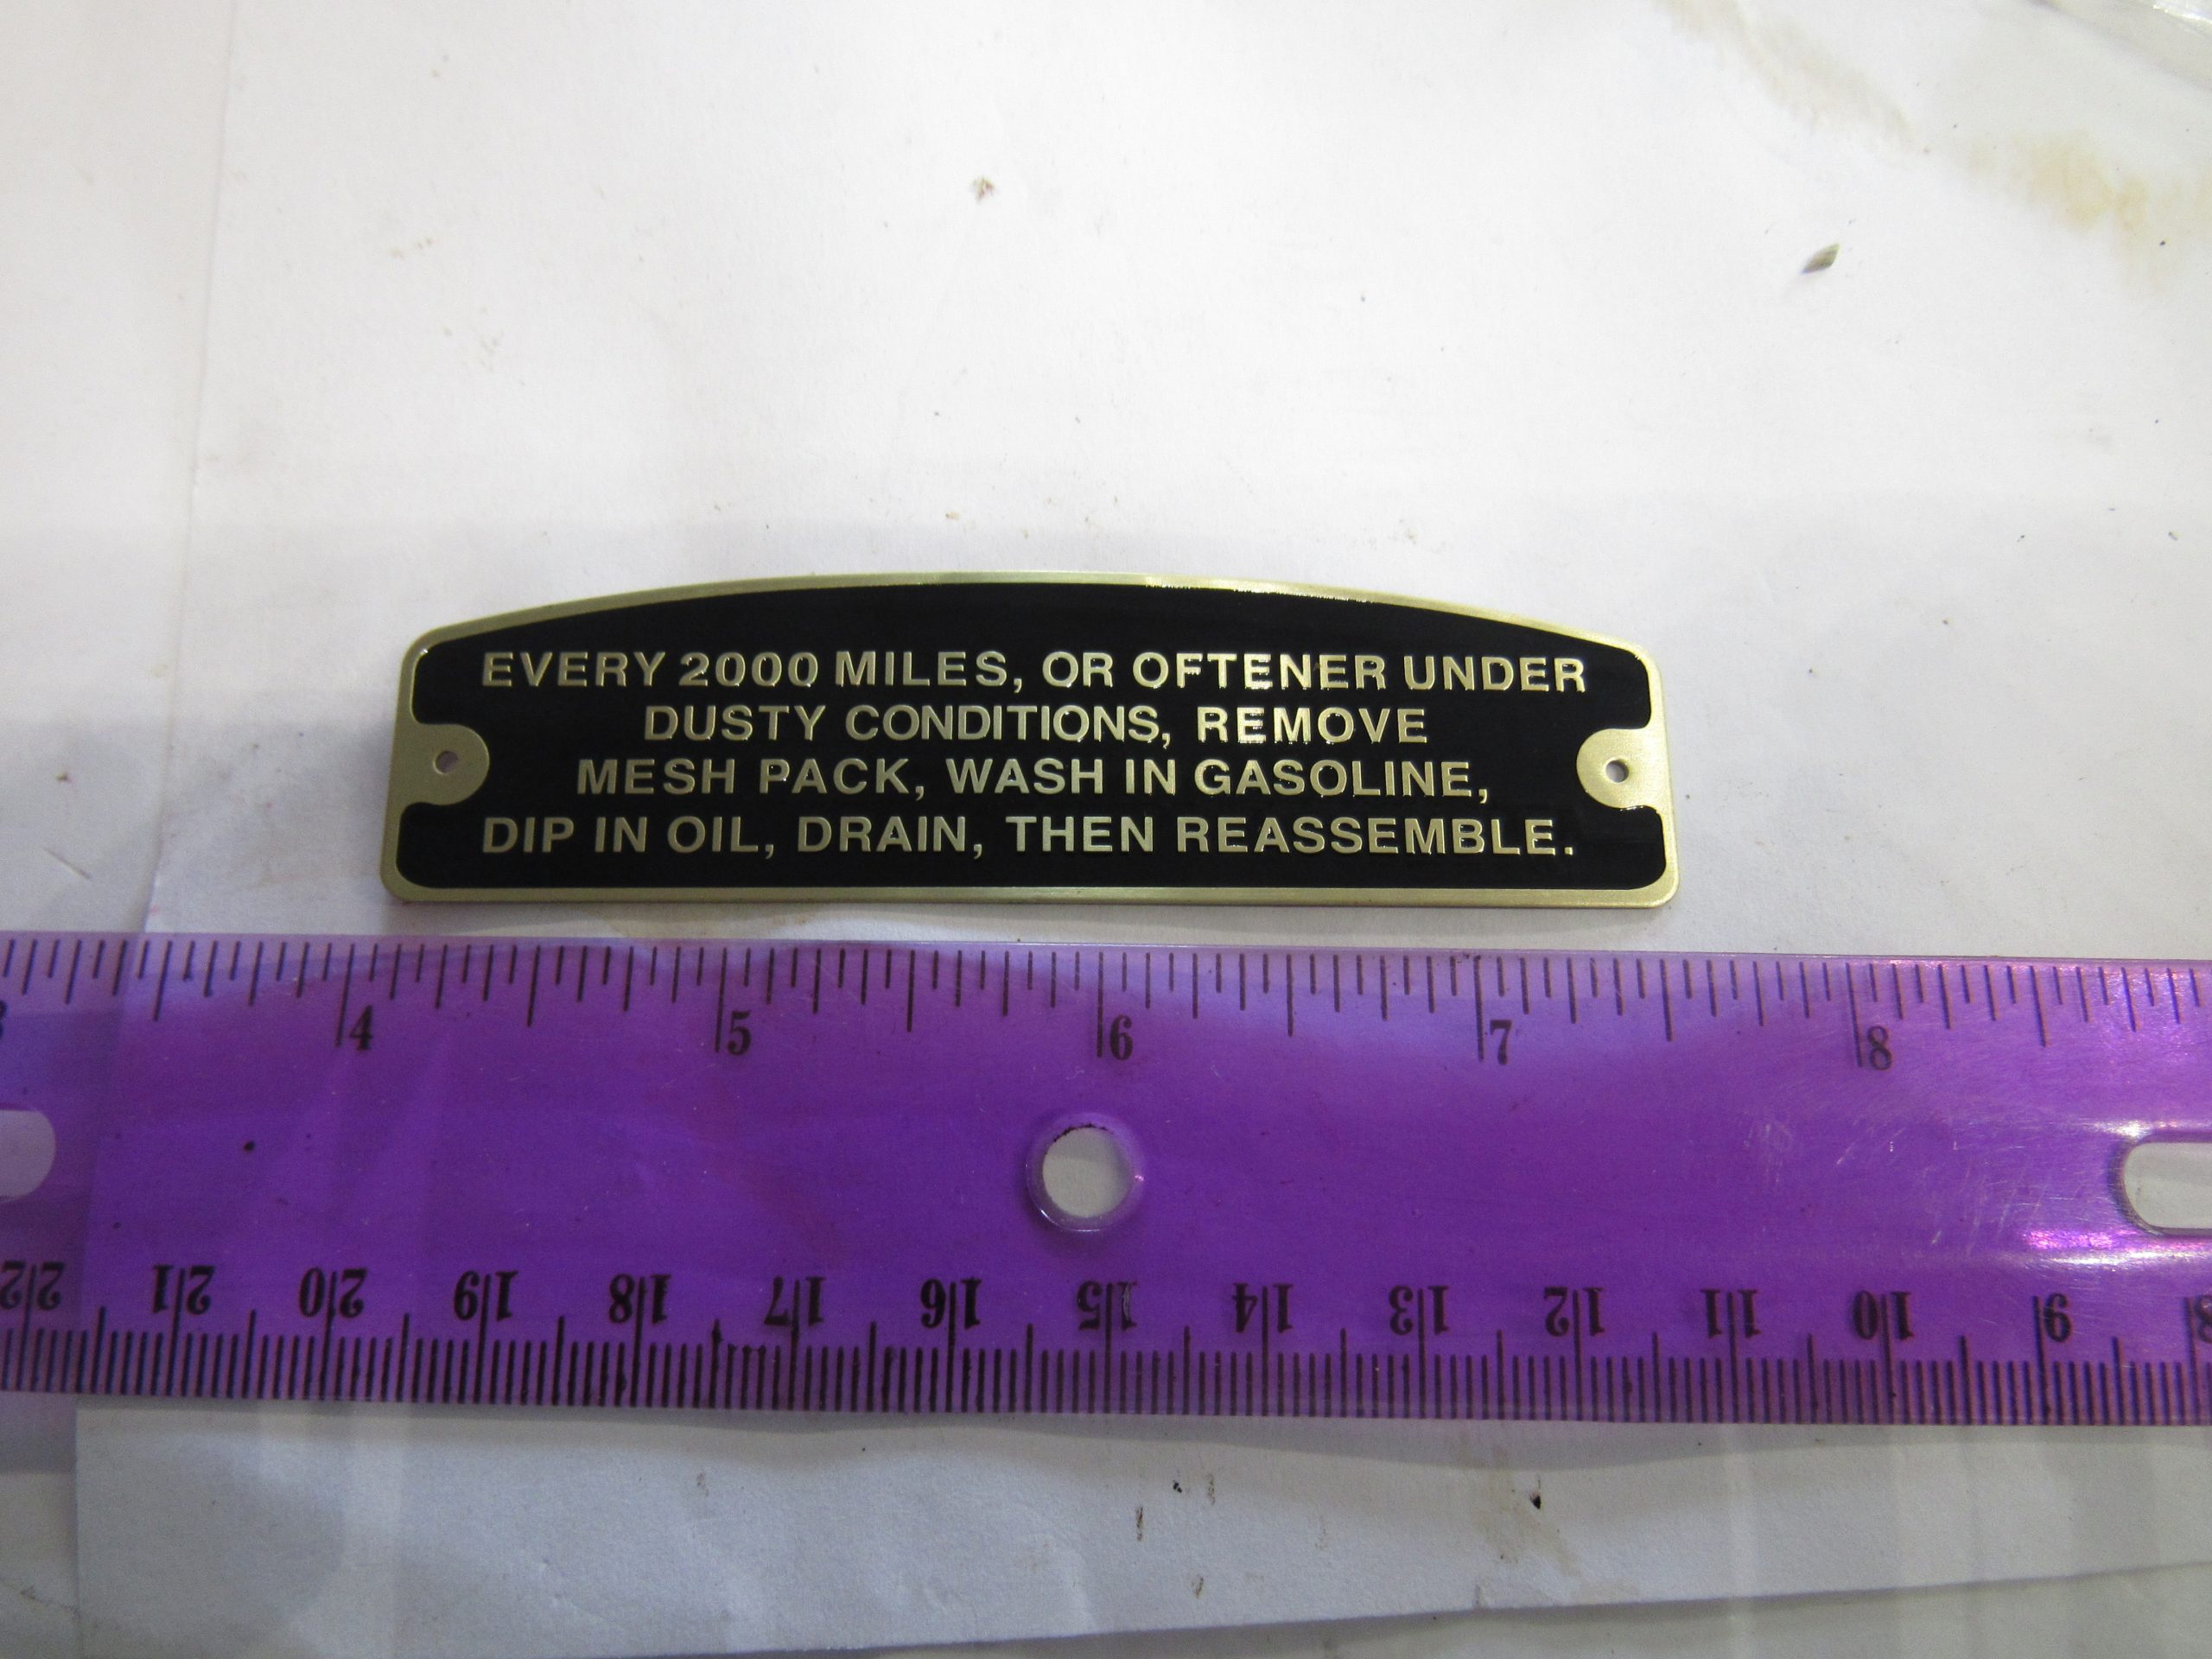 EVERY 2000 MILES, OR OFTENER UNDER
DUSTY CONDITIONS, REMOVE
MESH PACK, WASH IN GASOLINE,
DIP IN OIL, DRAIN, THEN REASSEMBLE.
4 5 6 7 8
22 21 20 19 18 17 16 15 14 13 12 11 10 9 8